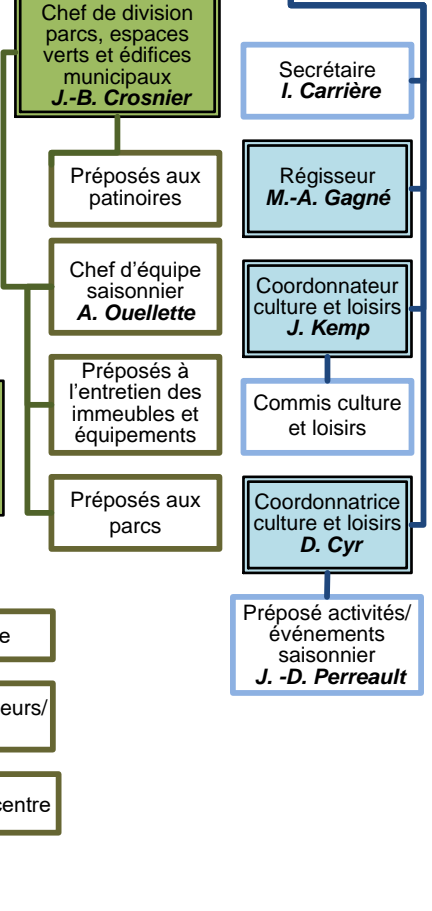 Chef de division
parcs, espaces
verts et édifices
municipaux
J.-B. Crosnier
Préposés aux
patinoires
Chef d'équipe
saisonnier
A. Ouellette
Préposés à
l'entretien des
immeubles et
équipements
Préposés aux
parcs
Secrétaire
I. Carrière
Régisseur
M.-A. Gagné
Coordonnateur
culture et loisirs
J. Kemp
Commis culture
et loisirs
Coordonnatrice
culture et loisirs
D. Cyr
Préposé activités/
événements
saisonnier
J. -D. Perreault
e
eurs/
centre